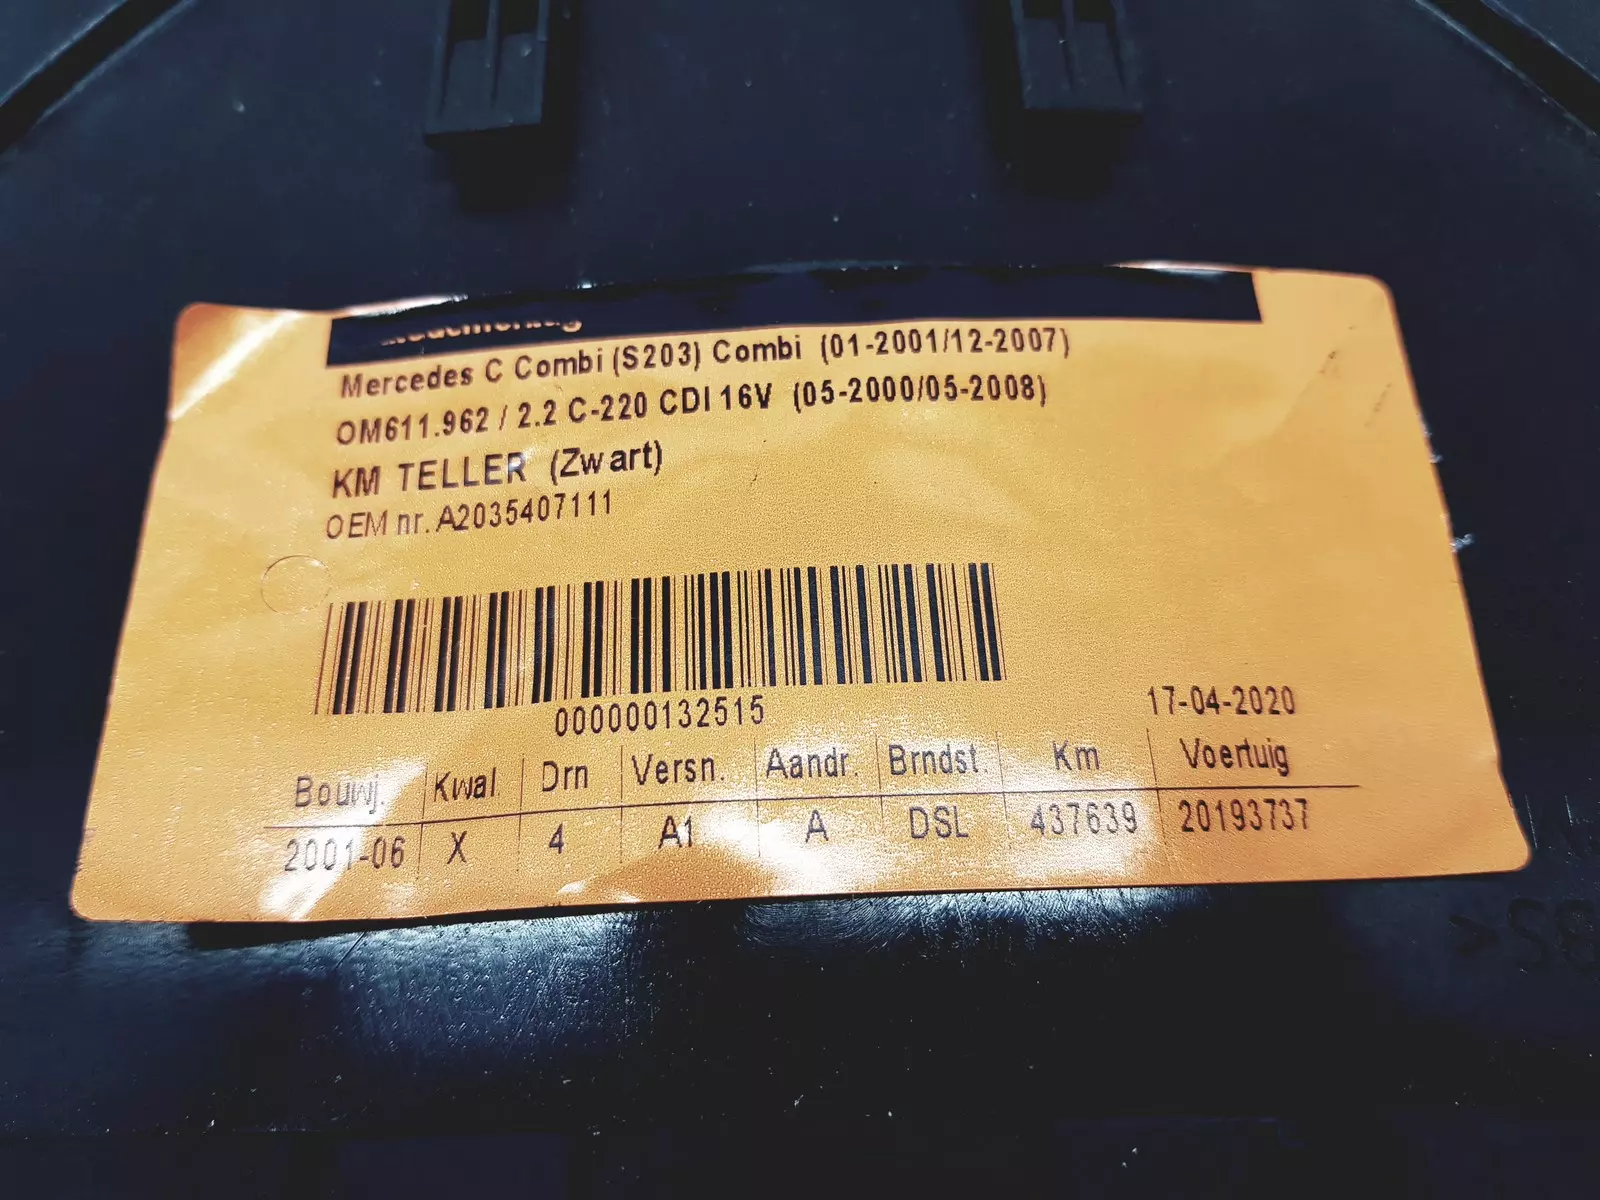 Mercedes C Combi (S203) Combi (01-2001/12-2007)
OM611.962 / 2.2 C-220 CDI 16V (05-2000/05-2008)
KM TELLER (Zwart)
OEM nr. A2035407111
000000132515
17-04-2020
Bouwj. Kwal Drn Versn. Aandr. Brndst. Km Voertuig
2001-06 X 4 A1 A DSL 437639 20193737